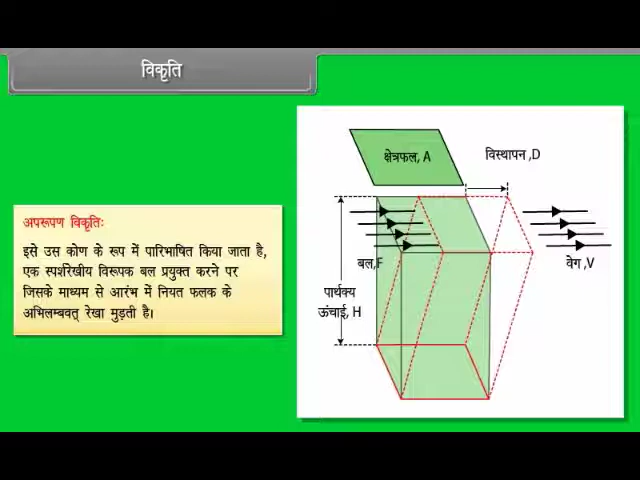 विकृति
क्षेत्रफल, A
विस्थापन ,D
अपरूपण विकृतिः
इसे उस कोण के रूप में पारिभाषित किया जाता है,
एक स्पर्शरेखीय विरूपक बल प्रयुक्त करने पर
जिसके माध्यम से आरंभ में नियत फलक के
अभिलम्बवत् रेखा मुड़ती है।
बल,F
वेग ,V
पार्थक्य
ऊंचाई, H